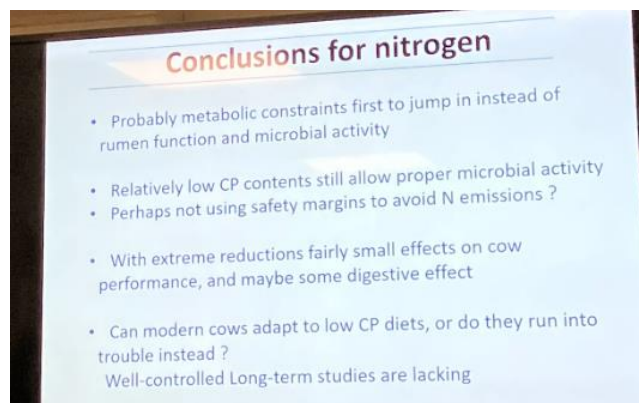 Conclusions for nitrogen
• Probably metabolic constraints first to jump in instead of
rumen function and microbial activity
• Relatively low CP contents still allow proper microbial activity
• Perhaps not using safety margins to avoid N emissions ?
• With extreme reductions fairly small effects on cow
performance, and maybe some digestive effect
• Can modern cows adapt to low CP diets, or do they run into
trouble instead ?
Well-controlled Long-term studies are lacking